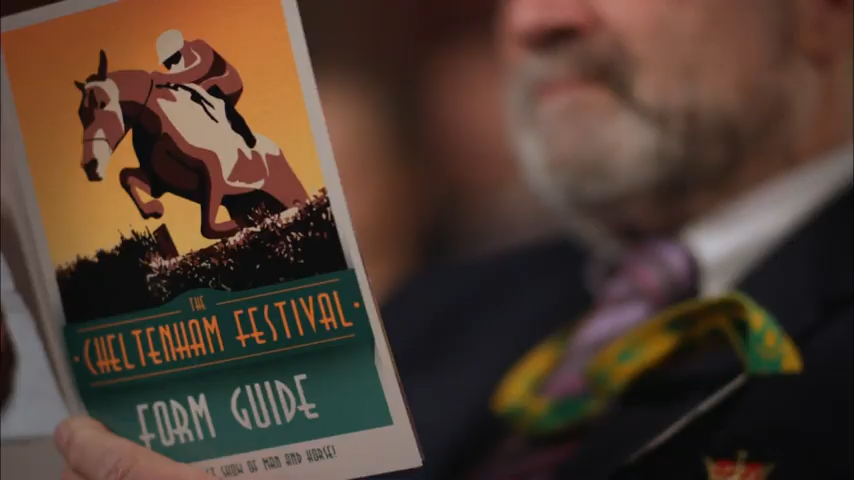 THE
CHELTENHAM FESTIVAL
FORM GUIDE
SHOW OF MAN AND HORSE!